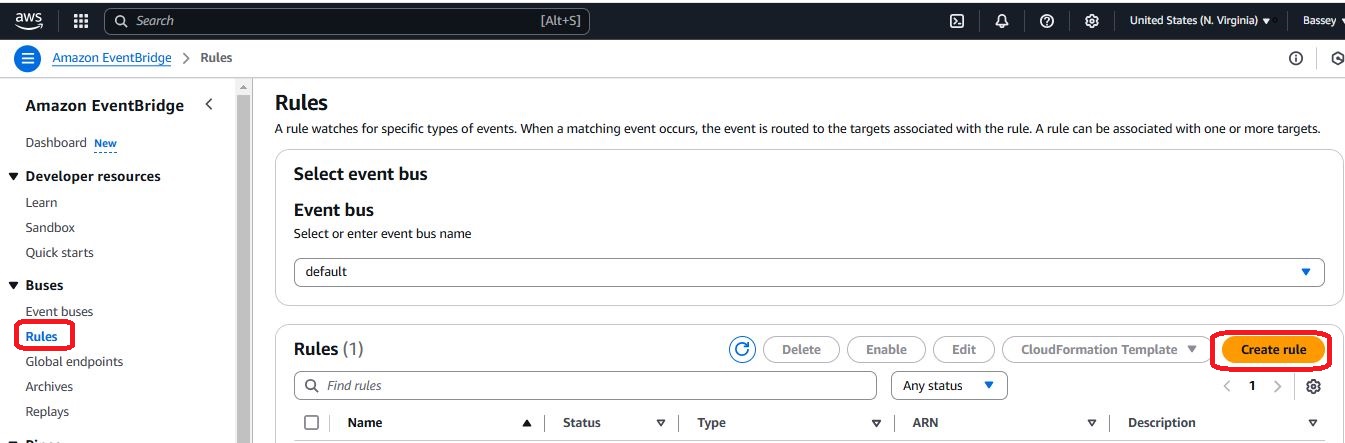 aws Search [Alt+S] United States (N. Virginia) Bassey
Amazon EventBridge Rules
Amazon EventBridge
Dashboard New
Developer resources
Learn
Sandbox
Quick starts
Buses
Event buses
Rules
Global endpoints
Archives
Replays
Rules
A rule watches for specific types of events. When a matching event occurs, the event is routed to the targets associated with the rule. A rule can be associated with one or more targets.
Select event bus
Event bus
Select or enter event bus name
default
Rules (1) Delete Enable Edit CloudFormation Template Create rule
Find rules Any status 1
Name Status Type ARN Description